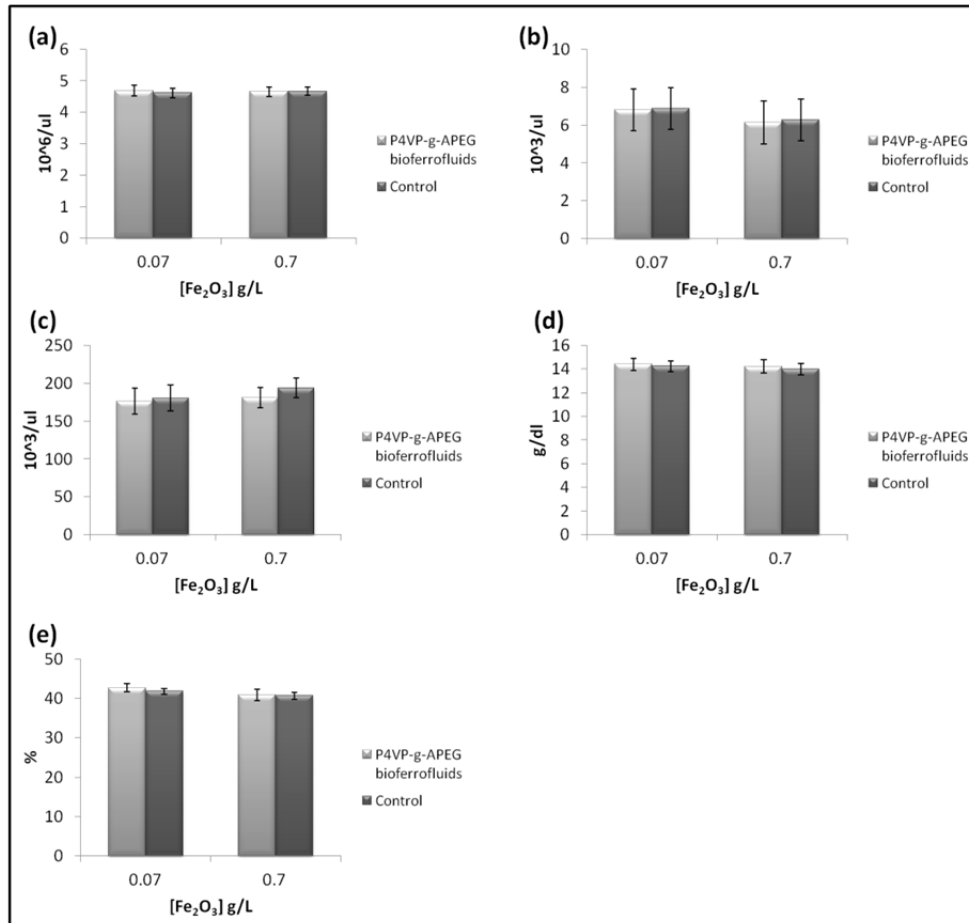 (a)
6
5
4
3
2
1
0
10^6/ul
0.07 0.7
[Fe₂O₃] g/L
P4VP-g-APEG
bioferrofluids
Control
(b)
10
8
6
4
2
0
10^3/ul
0.07 0.7
[Fe₂O₃] g/L
P4VP-g-APEG
bioferrofluids
Control
(c)
250
200
150
100
50
0
10^3/ul
0.07 0.7
[Fe₂O₃] g/L
P4VP-g-APEG
bioferrofluids
Control
(d)
16
14
12
10
8
6
4
2
0
g/dl
0.07 0.7
[Fe₂O₃] g/L
P4VP-g-APEG
bioferrofluids
Control
(e)
50
40
30
20
10
0
%
0.07 0.7
[Fe₂O₃] g/L
P4VP-g-APEG
bioferrofluids
Control